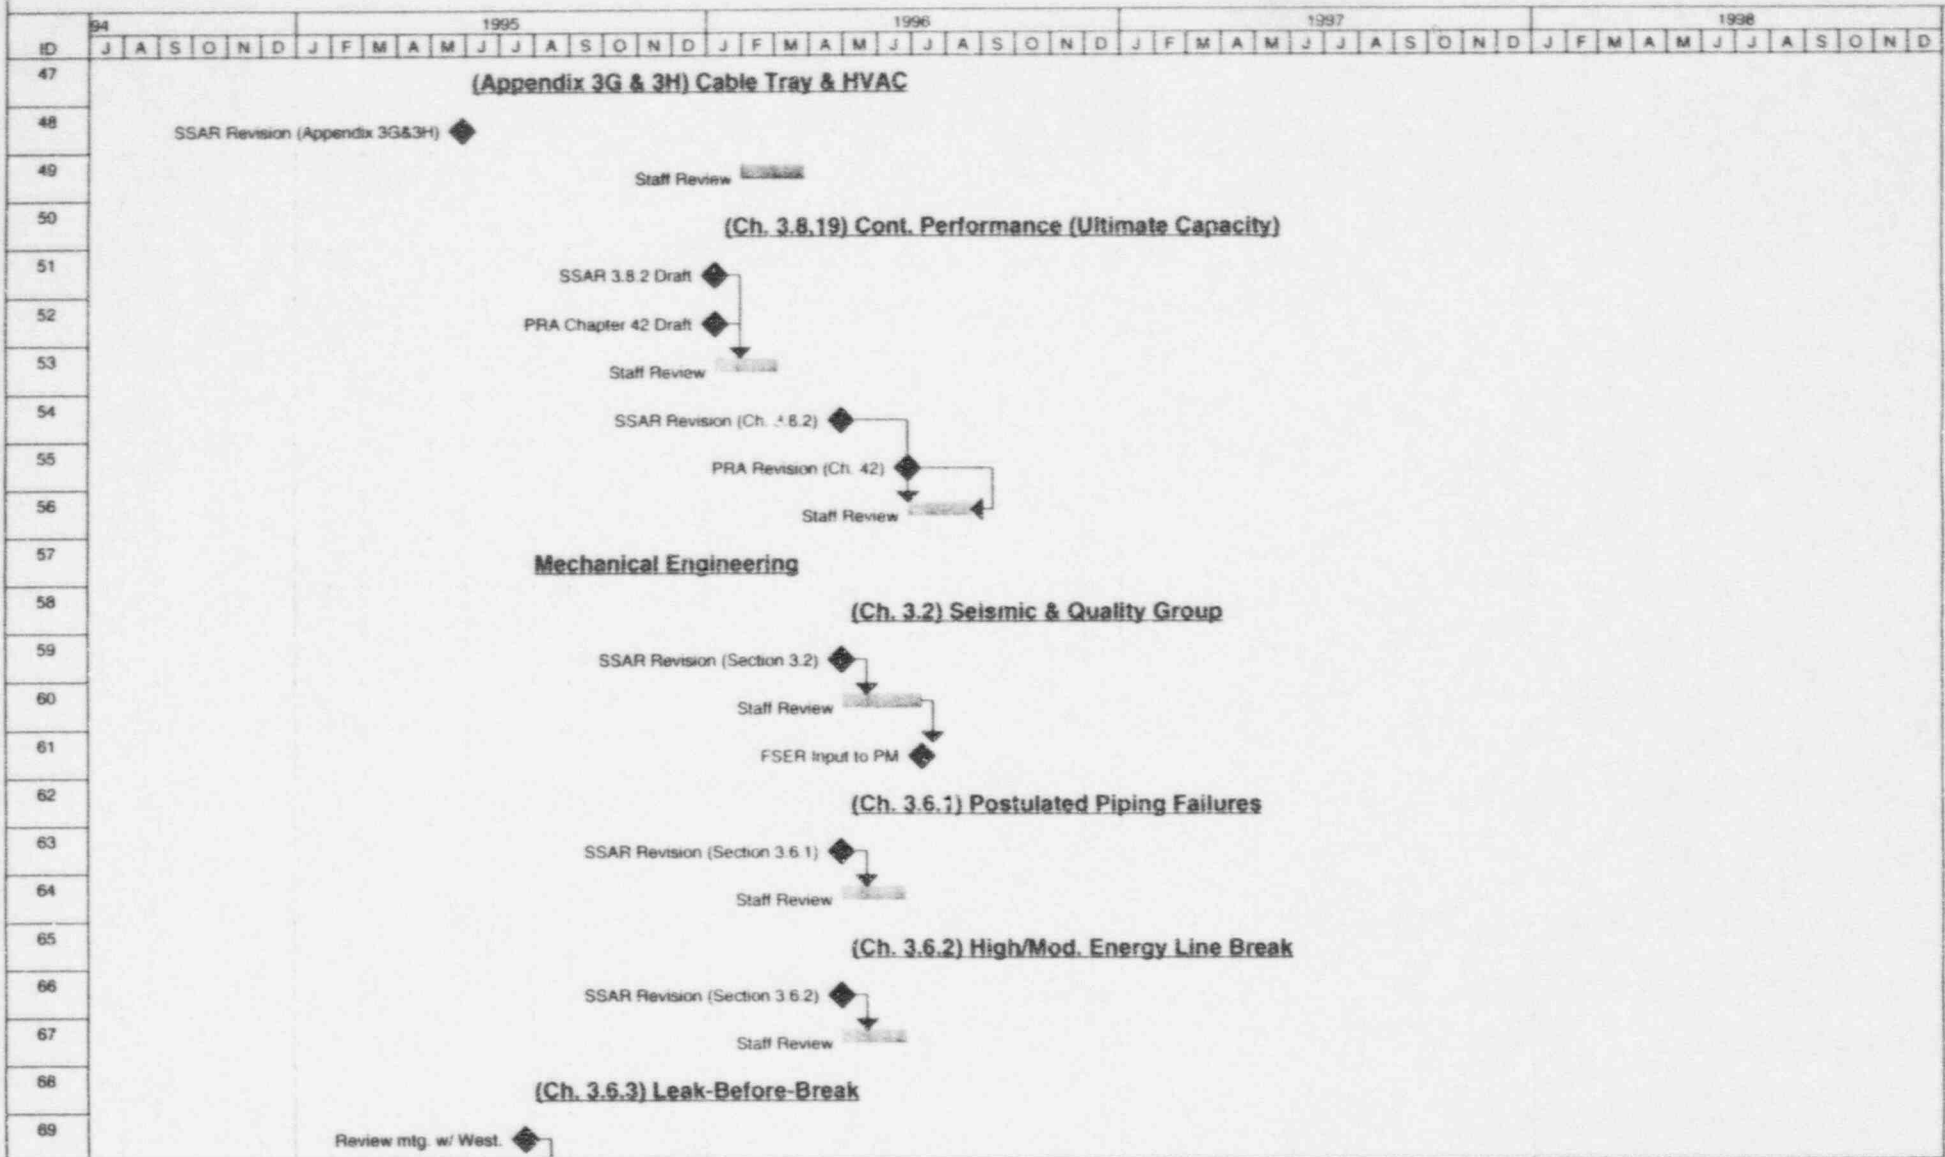 94 1995 1996 1997 1998
ID J A S O N D J F M A M J J A S O N D J F M A M J J A S O N D J F M A M J J A S O N D J F M A M J J A S O N D
47 (Appendix 3G & 3H) Cable Tray & HVAC
48 SSAR Revision (Appendix 3G&3H)
49 Staff Review
50 (Ch. 3.8,19) Cont. Performance (Ultimate Capacity)
51 SSAR 3.8.2 Draft
52 PRA Chapter 42 Draft
53 Staff Review
54 SSAR Revision (Ch. .8.2)
55 PRA Revision (Ch. 42)
56 Staff Review
57 Mechanical Engineering
58 (Ch. 3.2) Seismic & Quality Group
59 SSAR Revision (Section 3.2)
60 Staff Review
61 FSER Input to PM
62 (Ch. 3.6.1) Postulated Piping Failures
63 SSAR Revision (Section 3.6.1)
64 Staff Review
65 (Ch. 3.6.2) High/Mod. Energy Line Break
66 SSAR Revision (Section 3.6.2)
67 Staff Review
68 (Ch. 3.6.3) Leak-Before-Break
69 Review mtg. w/ West.